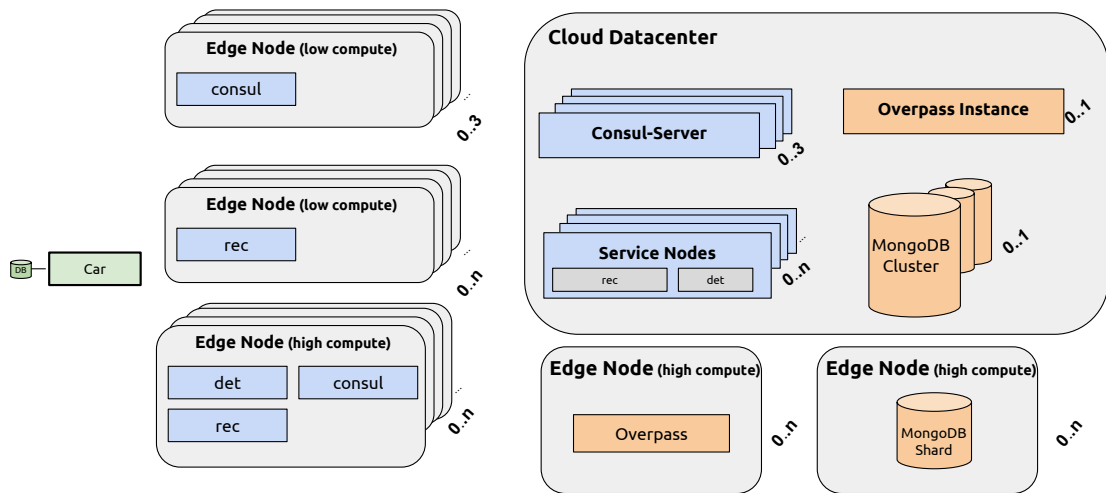 Edge Node (low compute)
consul
...
0..3
Edge Node (low compute)
rec
...
0..n
DB
Car
Edge Node (high compute)
det
consul
rec
...
0..n
Cloud Datacenter
Consul-Server
0..3
Overpass Instance
0..1
Service Nodes
rec
det
...
0..n
MongoDB
Cluster
0..1
Edge Node (high compute)
Overpass
0..n
Edge Node (high compute)
MongoDB
Shard
0..n